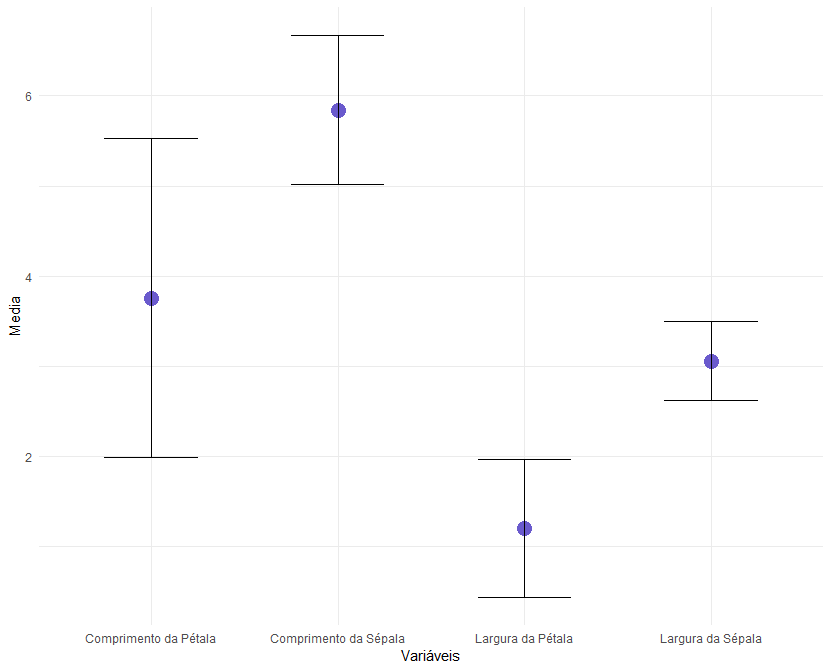 6
4
2
Media
Comprimento da Pétala
Comprimento da Sépala
Largura da Pétala
Largura da Sépala
Variáveis